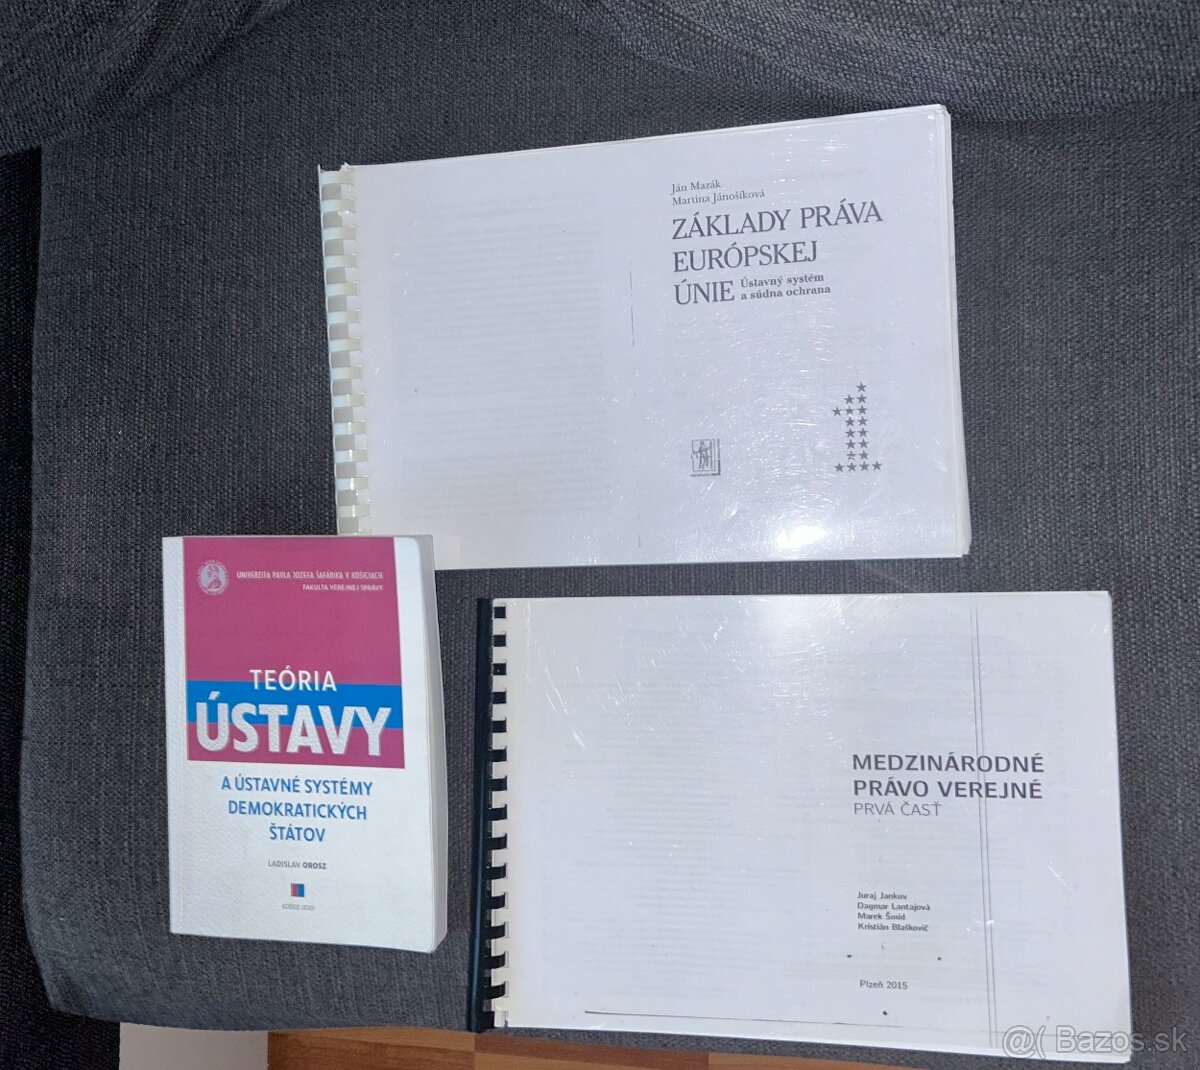 Ján Mazák
Martina Jánošíková
ZÁKLADY PRÁVA
EURÓPSKEJ
ÚNIE
Ústavný systém
a súdna ochrana
1
UNIVERZITA PAVLA JOZEFA ŠAFÁRIKA V KOŠICIACH
FAKULTA VEREJNEJ SPRÁVY
TEÓRIA
ÚSTAVY
A ÚSTAVNÉ SYSTÉMY
DEMOKRATICKÝCH
ŠTÁTOV
LADISLAV OROSZ
KOŠICE 2020
MEDZINÁRODNÉ
PRÁVO VEREJNÉ
PRVÁ ČASŤ
Juraj Jankuv
Dagmar Lantajová
Marek Šmid
Kristián Blaškovič
Plzeň 2015
@( Bazos.sk